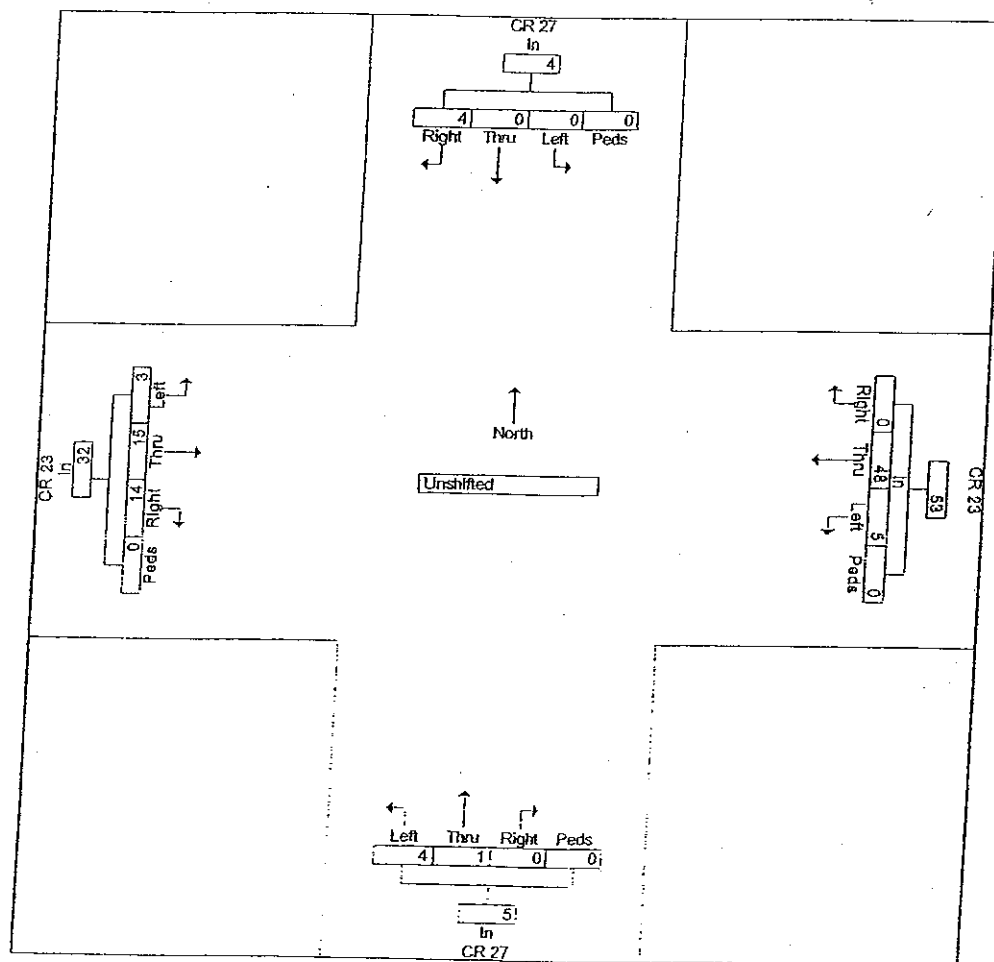 CR 27
In
4
4 0 0 0
Right Thru Left Peds
CR 23
In
32
3 15 14 0
Left Thru Right Peds
North
Unshifted
Right Thru Left Peds
0 48 5 0
In
53
CR 23
Left Thru Right Peds
4 1 0 0
5
In
CR 27